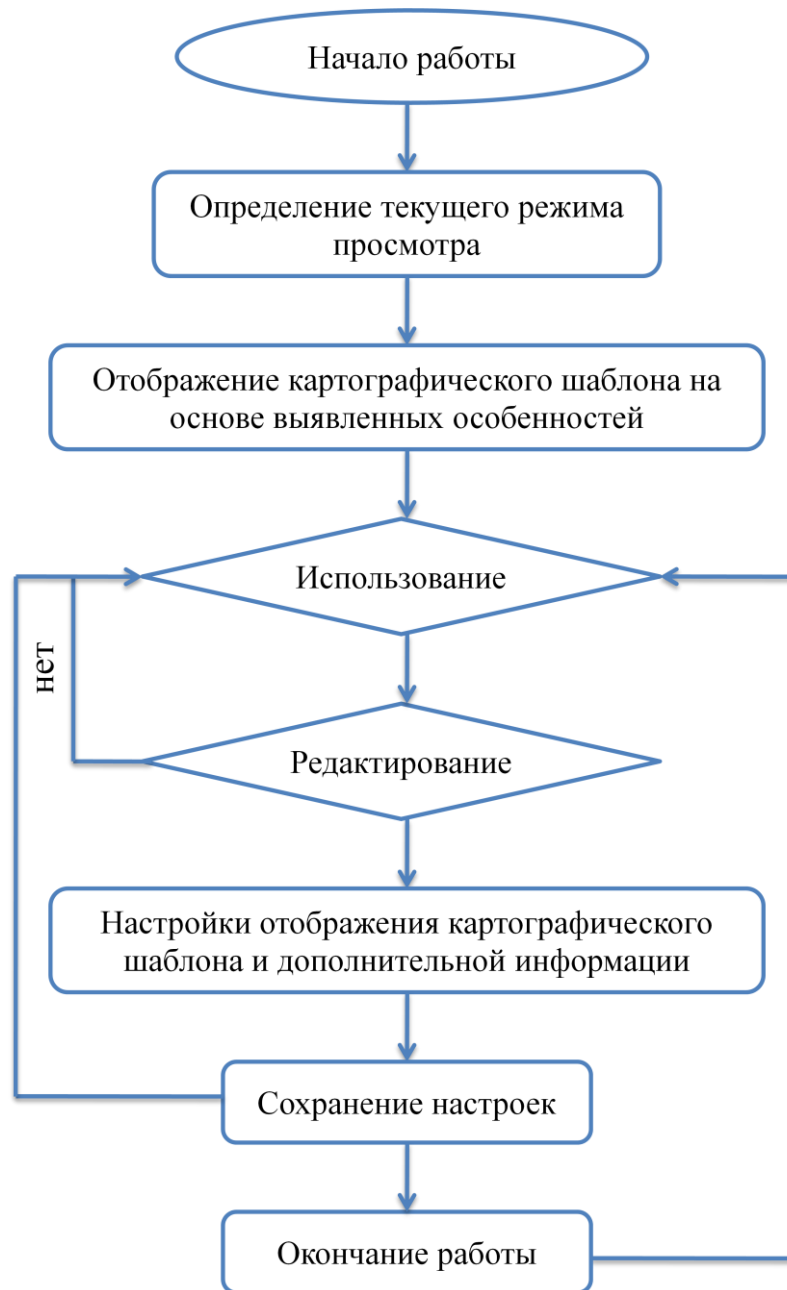 Начало работы
Определение текущего режима
просмотра
Отображение картографического шаблона на
основе выявленных особенностей
Использование
нет
Редактирование
Настройки отображения картографического
шаблона и дополнительной информации
Сохранение настроек
Окончание работы